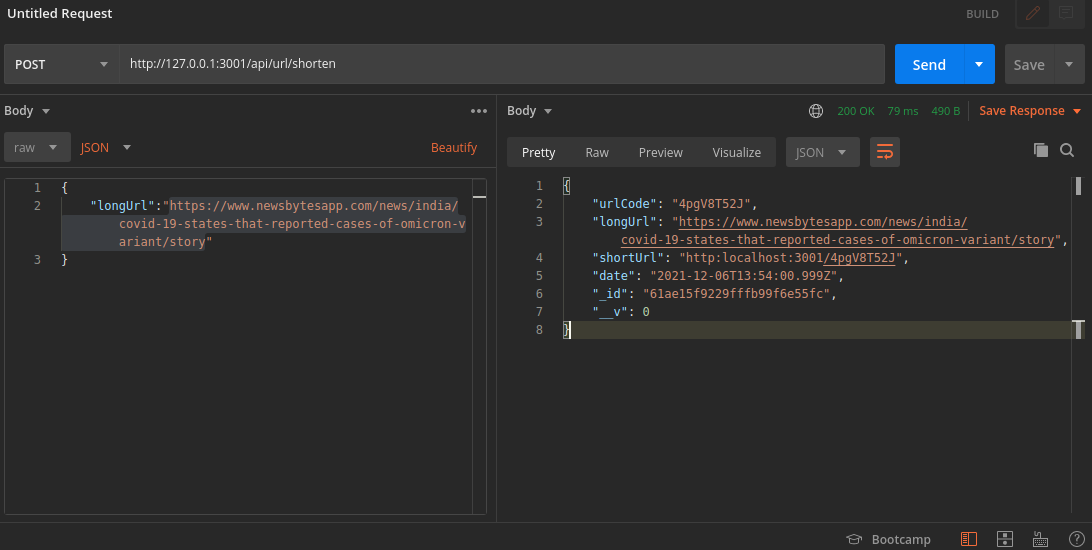 Untitled Request
BUILD
POST
http://127.0.0.1:3001/api/url/shorten
Send
Save
Body
Body
200 OK 79 ms 490 B
Save Response
raw
JSON
Beautify
Pretty Raw Preview Visualize
JSON
1 {
2 "longUrl":"https://www.newsbytesapp.com/news/india/
covid-19-states-that-reported-cases-of-omicron-v
ariant/story"
3 }
1 {
2 "urlCode": "4pgV8T52J",
3 "longUrl": "https://www.newsbytesapp.com/news/india/
covid-19-states-that-reported-cases-of-omicron-variant/story",
4 "shortUrl": "http:localhost:3001/4pgV8T52J",
5 "date": "2021-12-06T13:54:00.999Z",
6 "_id": "61ae15f9229fffb99f6e55fc",
7 "__v": 0
8 }
Bootcamp